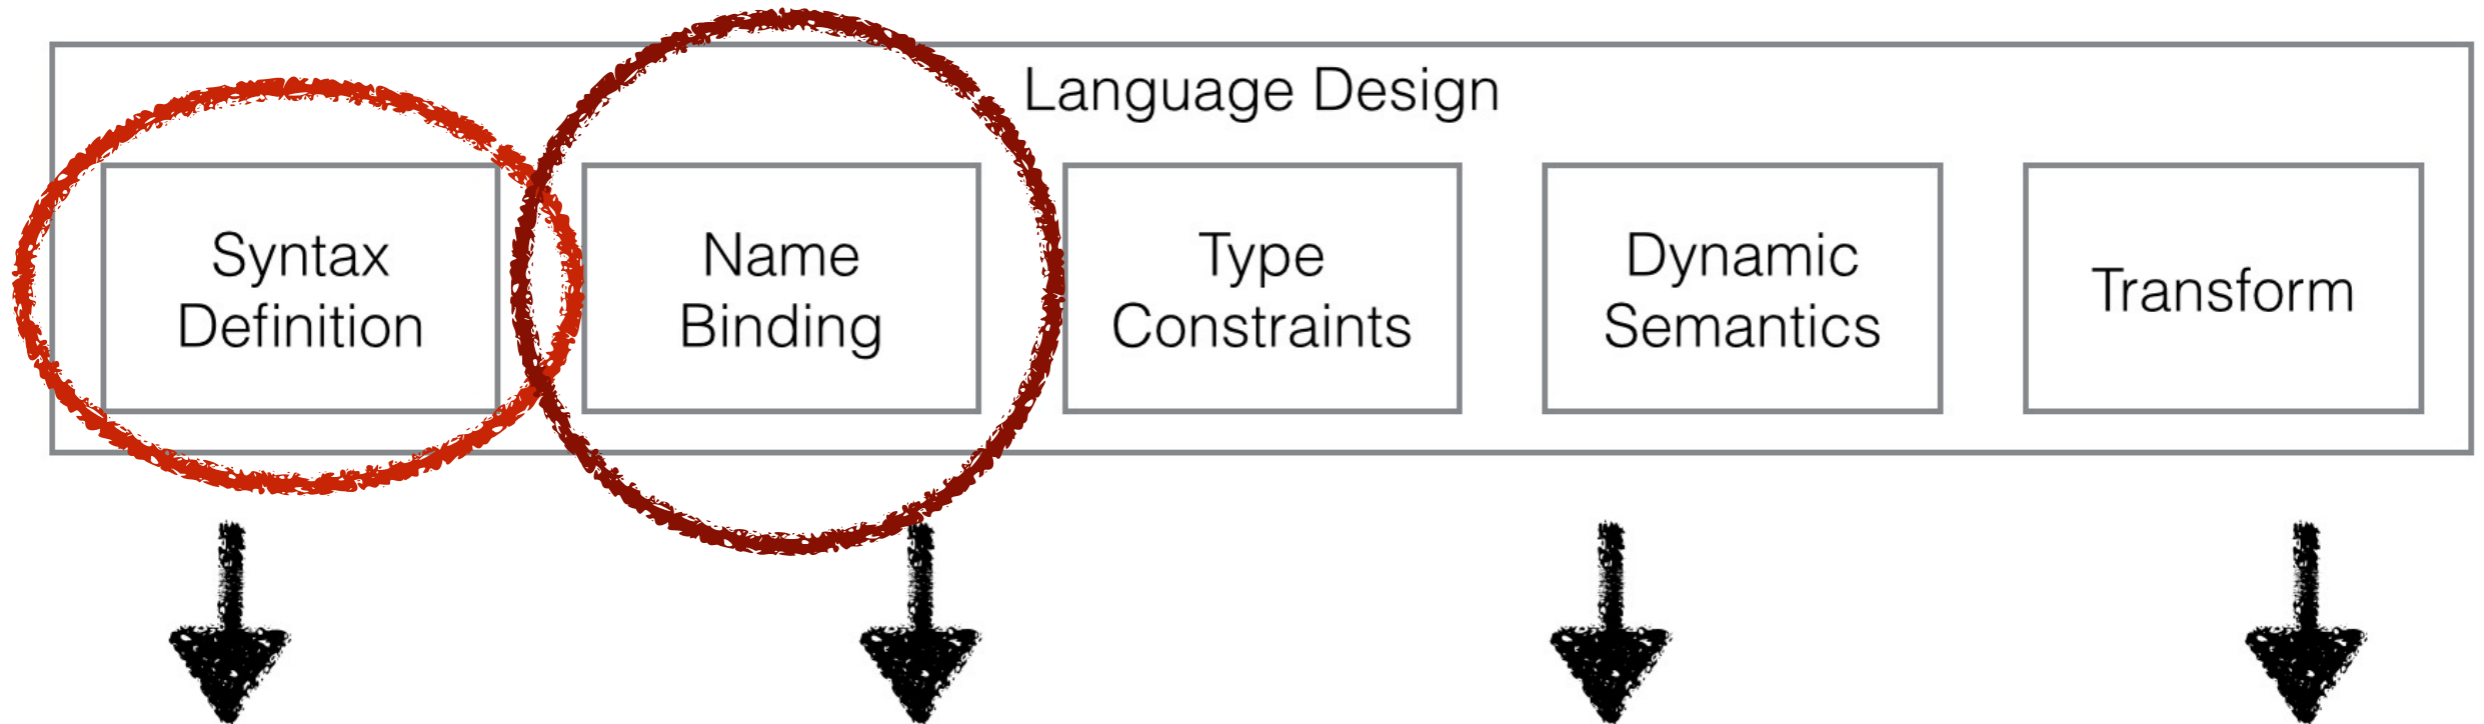 Language Design
Syntax
Definition
Name
Binding
Type
Constraints
Dynamic
Semantics
Transform